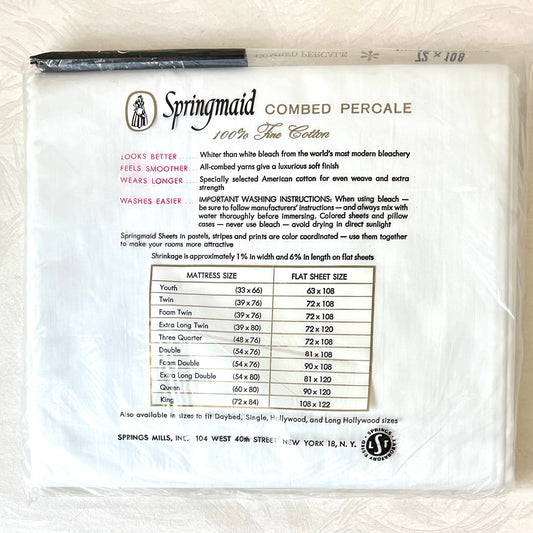 COMBED PERCALE 72 x 108
Springmaid COMBED PERCALE
100% Fine Cotton
LOOKS BETTER .... Whiter than white bleach from the world's most modern bleachery
FEELS SMOOTHER ... All-combed yarns give a luxurious soft finish
WEARS LONGER .... Specially selected American cotton for even weave and extra
strength
WASHES EASIER ... IMPORTANT WASHING INSTRUCTIONS: When using bleach —
be sure to follow manufacturers' instructions — and always mix with
water thoroughly before immersing. Colored sheets and pillow
cases — never use bleach — avoid drying in direct sunlight
Springmaid Sheets in pastels, stripes and prints are color coordinated — use them together
to make your rooms more attractive
Shrinkage is approximately 1% in width and 6% in length on flat sheets
MATTRESS SIZE FLAT SHEET SIZE
Youth (33 x 66) 63 x 108
Twin (39 x 76) 72 x 108
Foam Twin (39 x 76) 72 x 108
Extra Long Twin (39 x 80) 72 x 120
Three Quarter (48 x 76) 72 x 108
Double (54 x 76) 81 x 108
Foam Double (54 x 76) 90 x 108
Extra Long Double (54 x 80) 81 x 120
Queen (60 x 80) 90 x 120
King (72 x 84) 108 x 122
Also available in sizes to fit Daybed, Single, Hollywood, and Long Hollywood sizes
SPRINGS MILLS, INC. 104 WEST 40th STREET NEW YORK 18, N. Y.
SPRINGS LABORATORY TESTED
LST